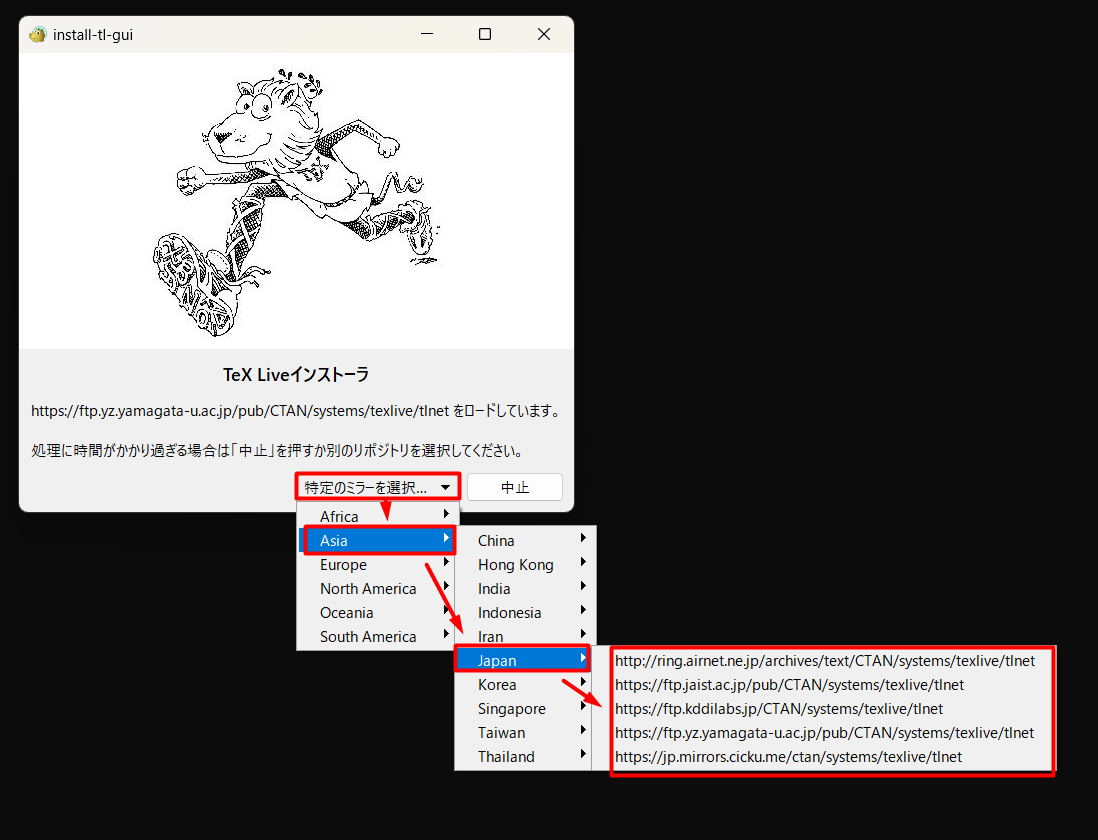 install-tl-gui
TeX Liveインストーラ
https://ftp.yz.yamagata-u.ac.jp/pub/CTAN/systems/texlive/tlnet をロードしています。
処理に時間がかかり過ぎる場合は「中止」を押すか別のリポジトリを選択してください。
特定のミラーを選択...
中止
Africa
Asia
Europe
North America
Oceania
South America
China
Hong Kong
India
Indonesia
Iran
Japan
Korea
Singapore
Taiwan
Thailand
http://ring.airnet.ne.jp/archives/text/CTAN/systems/texlive/tlnet
https://ftp.jaist.ac.jp/pub/CTAN/systems/texlive/tlnet
https://ftp.kddilabs.jp/CTAN/systems/texlive/tlnet
https://ftp.yz.yamagata-u.ac.jp/pub/CTAN/systems/texlive/tlnet
https://jp.mirrors.cicku.me/ctan/systems/texlive/tlnet